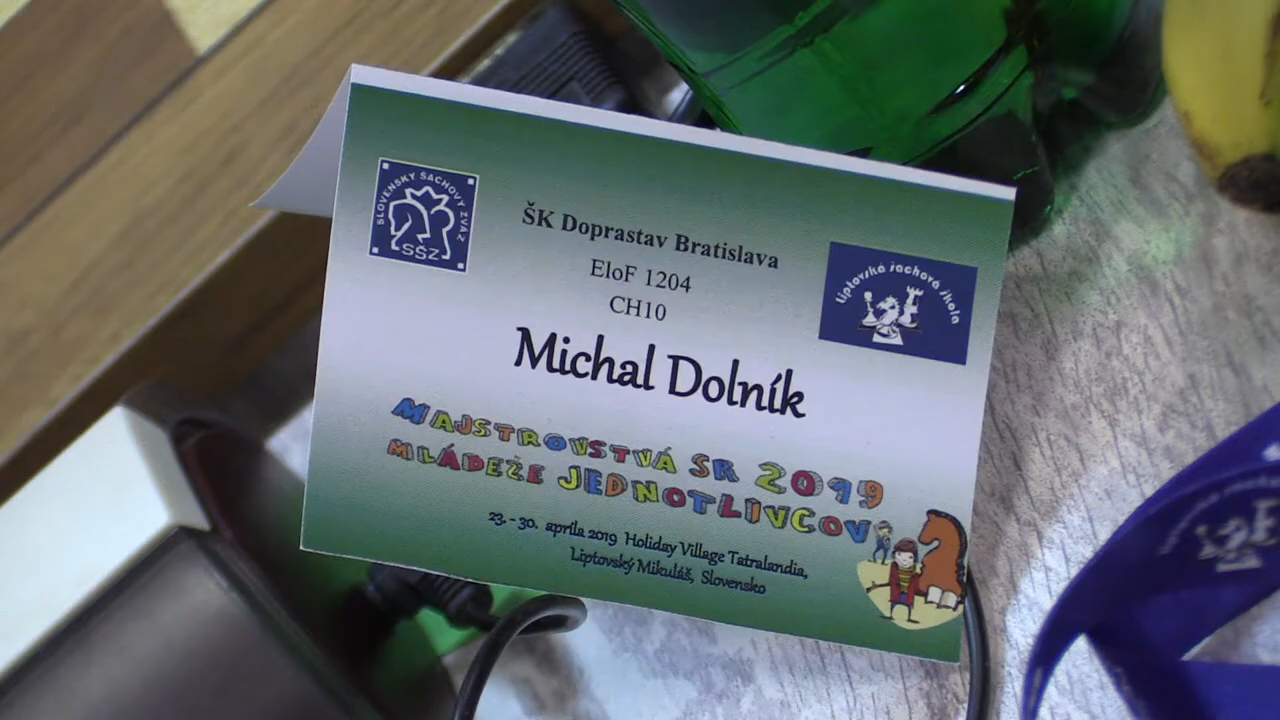 SLOVENSKÝ ŠACHOVÝ ZVÄZ
SŠZ
ŠK Doprastav Bratislava
EloF 1204
CH10
Liptovská šachová škola
Michal Dolník
MAJSTROVSTVÁ SR 2019
MLÁDEŽE JEDNOTLIVCOV
23. - 30. apríla 2019 Holiday Village Tatralandia,
Liptovský Mikuláš, Slovensko